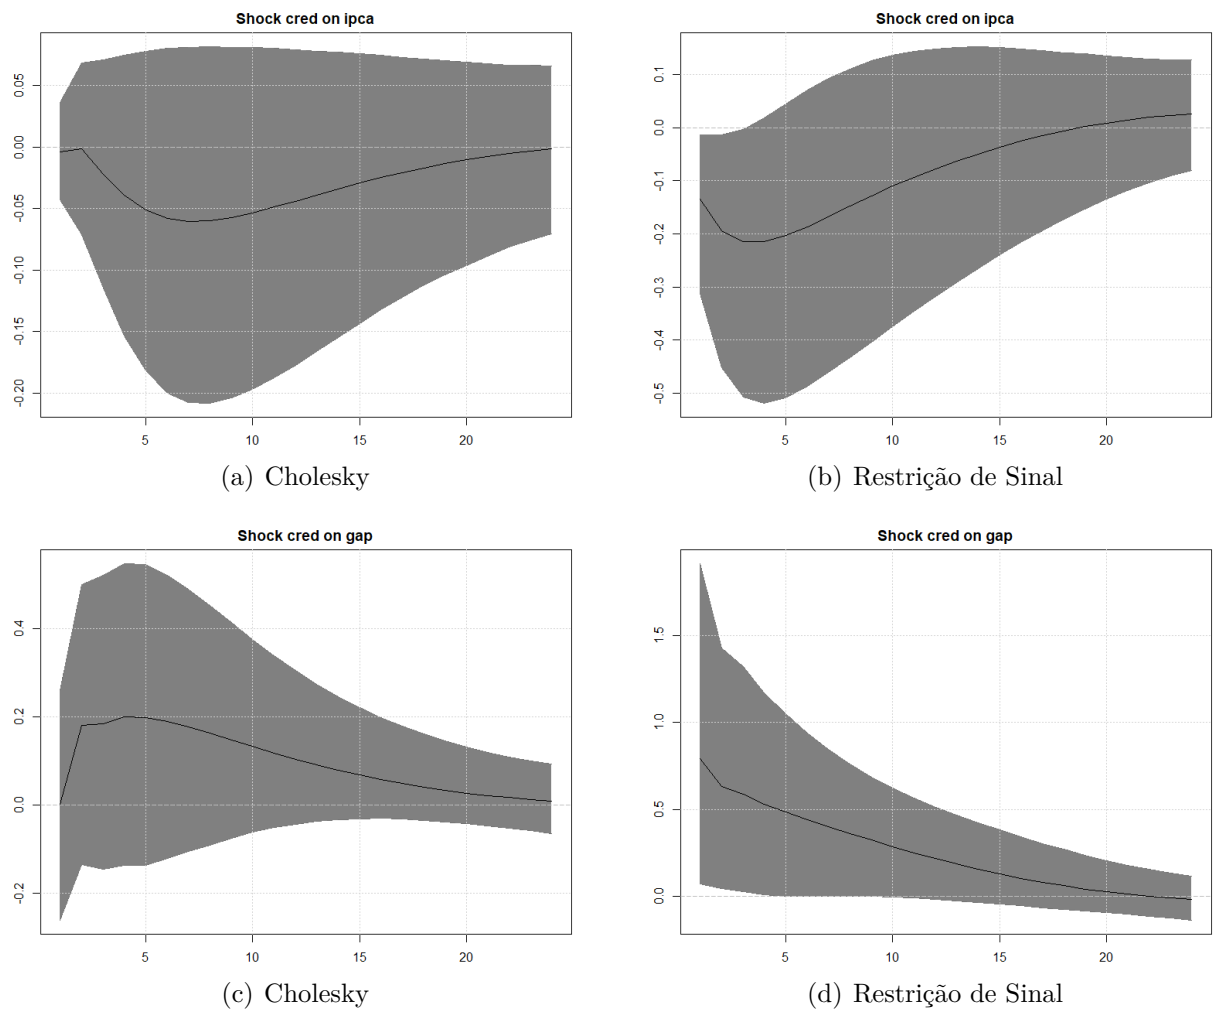 Shock cred on ipca
0.05
0.00
-0.05
-0.10
-0.15
-0.20
5 10 15 20
(a) Cholesky
Shock cred on ipca
0.1
0.0
-0.1
-0.2
-0.3
-0.4
-0.5
5 10 15 20
(b) Restrição de Sinal
Shock cred on gap
0.4
0.2
0.0
-0.2
5 10 15 20
(c) Cholesky
Shock cred on gap
1.5
1.0
0.5
0.0
5 10 15 20
(d) Restrição de Sinal